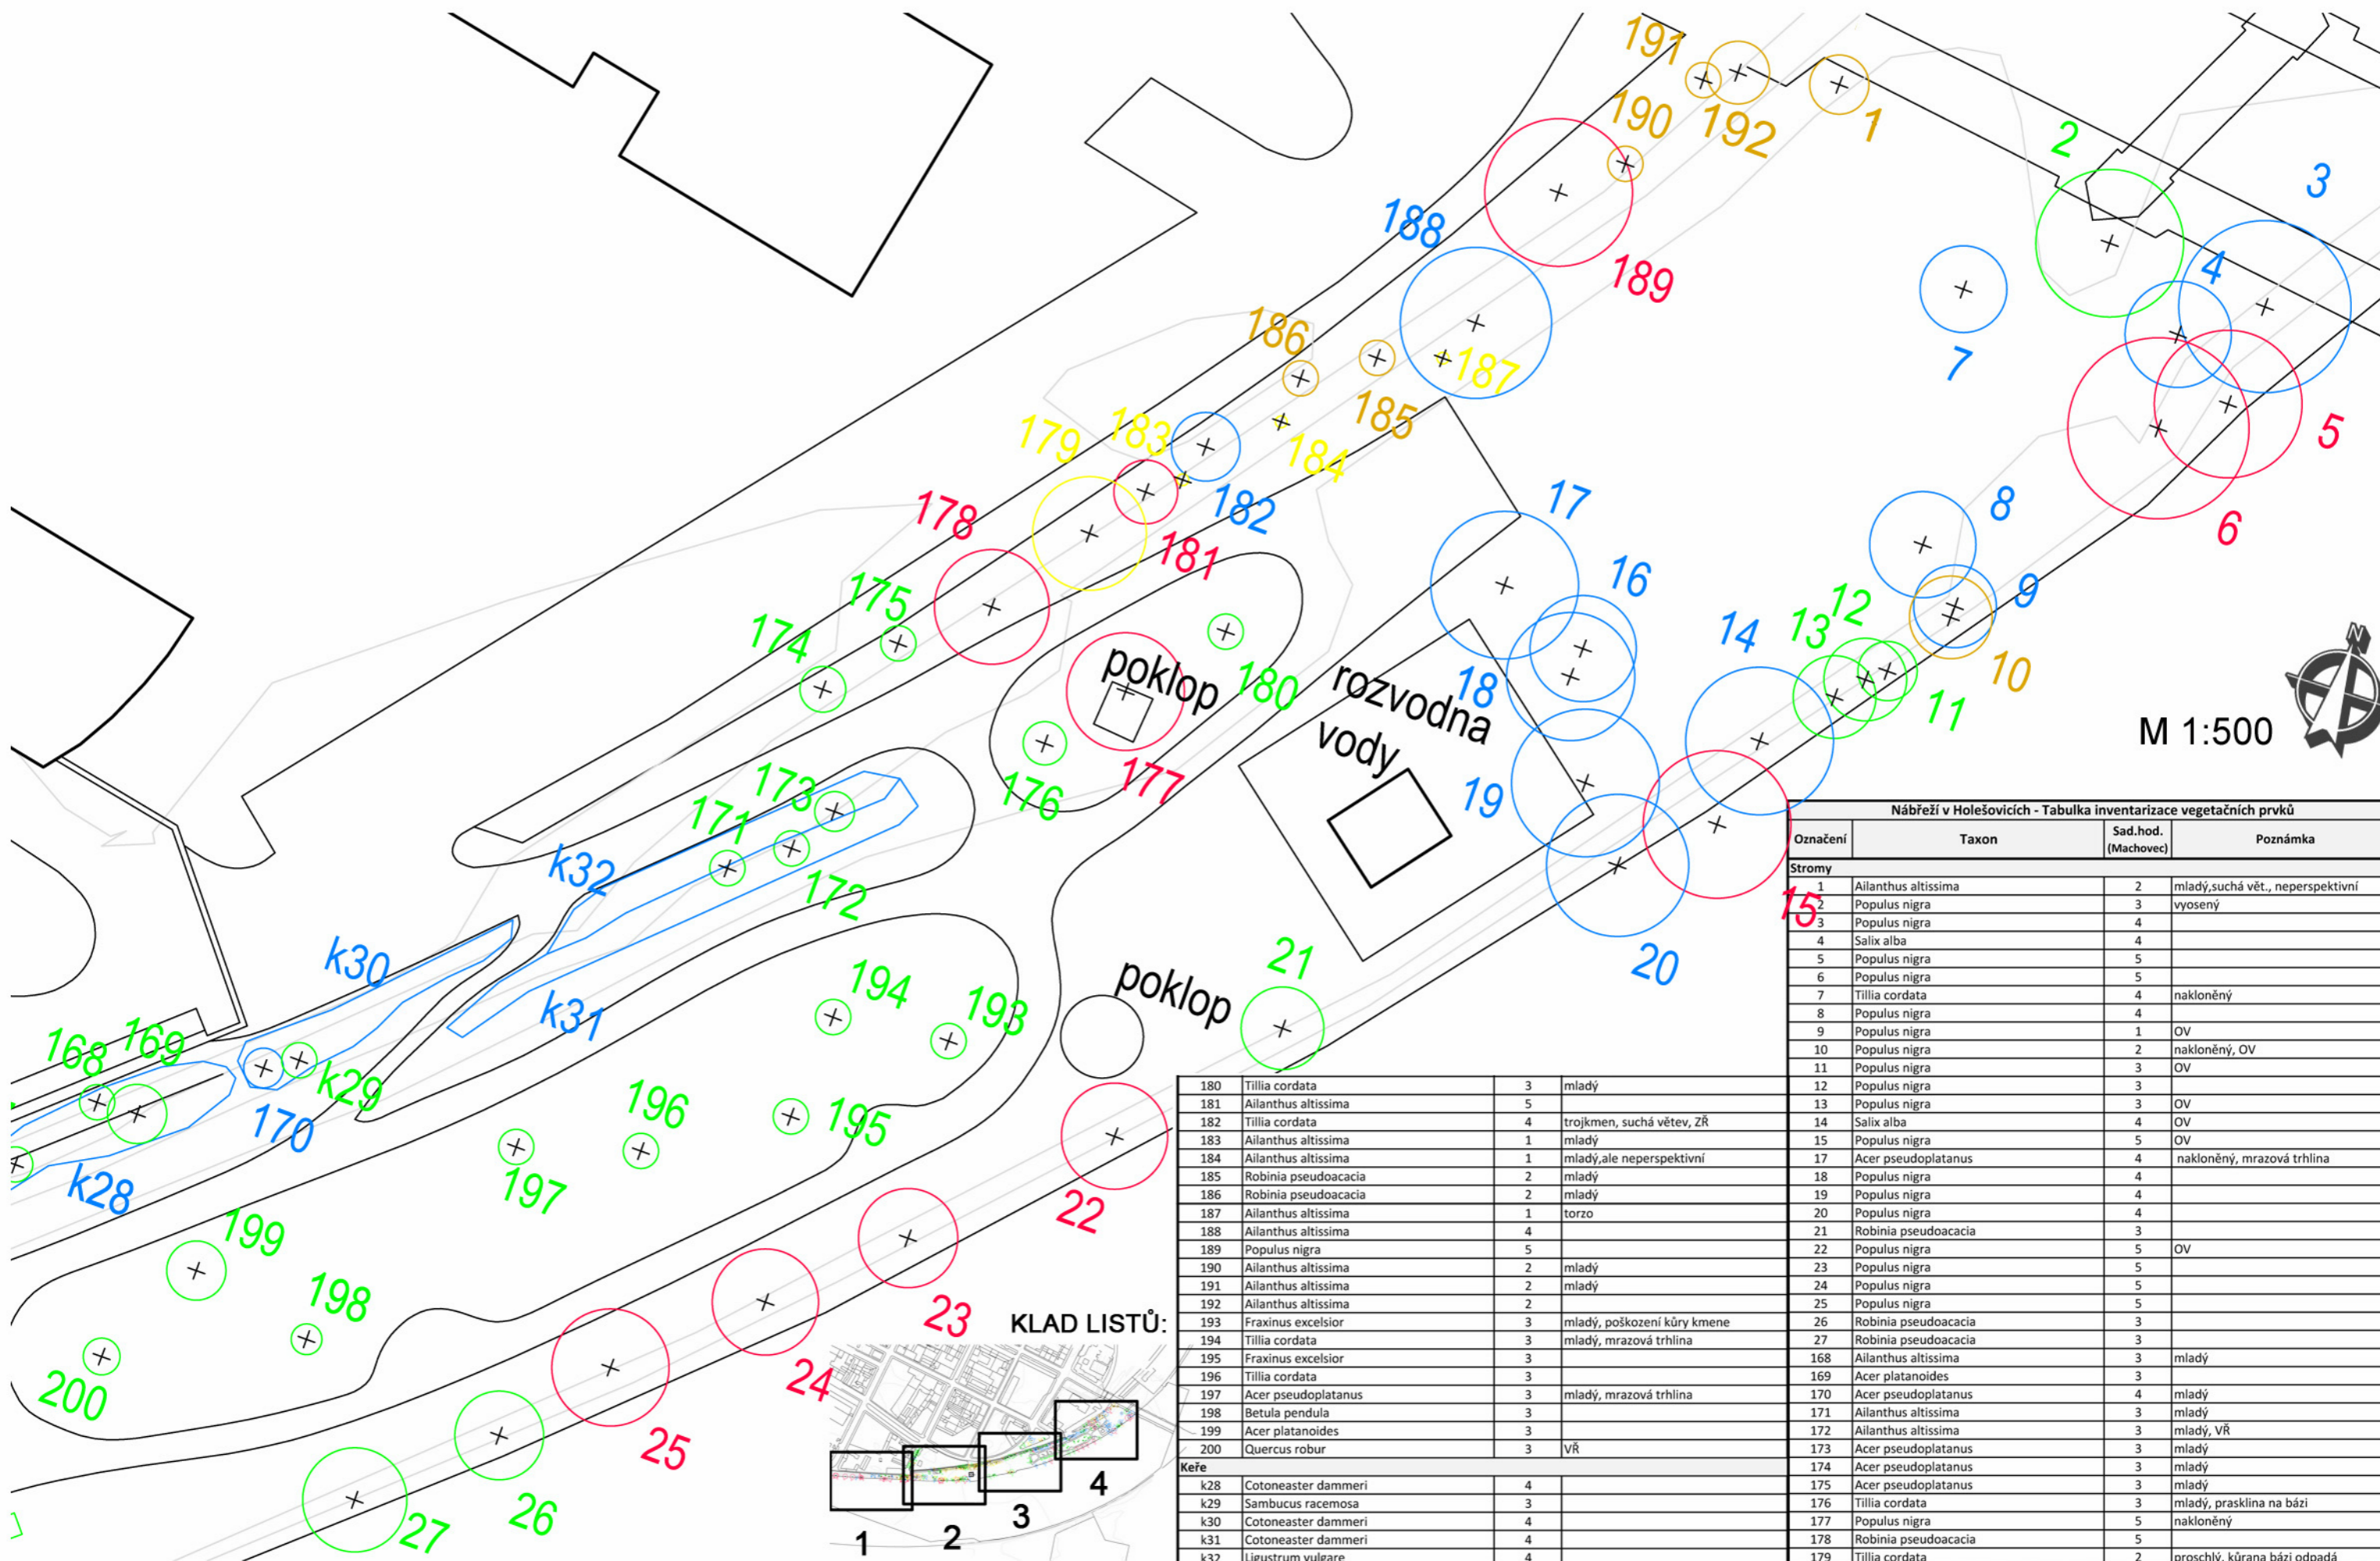 191
190
192
1
2
3
188
189
4
7
186
187
185
5
179
183
184
6
178
182
17
8
181
175
16
9
174
12
13
14
10
poklop
180
rozvodna
vody
18
11
M 1:500
N
176
177
173
171
19
k32
172
15
k30
20
194
poklop
21
193
k31
168
169
k29
196
195
170
197
k28
22
199
198
23
200
24
25
26
27
KLAD LISTŮ:
1
2
3
4
Nábřeží v Holešovicích - Tabulka inventarizace vegetačních prvků
Označení Taxon Sad.hod. (Machovec) Poznámka
Stromy
1 Ailanthus altissima 2 mladý,suchá vět., neperspektivní
2 Populus nigra 3 vyosený
3 Populus nigra 4
4 Salix alba 4
5 Populus nigra 5
6 Populus nigra 5
7 Tillia cordata 4 nakloněný
8 Populus nigra 4
9 Populus nigra 1 OV
10 Populus nigra 2 nakloněný, OV
11 Populus nigra 3 OV
12 Populus nigra 3
13 Populus nigra 3 OV
14 Salix alba 4 OV
15 Populus nigra 5 OV
17 Acer pseudoplatanus 4 nakloněný, mrazová trhlina
18 Populus nigra 4
19 Populus nigra 4
20 Populus nigra 4
21 Robinia pseudoacacia 3
22 Populus nigra 5 OV
23 Populus nigra 5
24 Populus nigra 5
25 Populus nigra 5
26 Robinia pseudoacacia 3
27 Robinia pseudoacacia 3
168 Ailanthus altissima 3 mladý
169 Acer platanoides 3
170 Acer pseudoplatanus 4 mladý
171 Ailanthus altissima 3 mladý
172 Ailanthus altissima 3 mladý, VŘ
173 Acer pseudoplatanus 3 mladý
174 Acer pseudoplatanus 3 mladý
175 Acer pseudoplatanus 3 mladý
176 Tillia cordata 3 mladý, prasklina na bázi
177 Populus nigra 5 nakloněný
178 Robinia pseudoacacia 5
179 Tillia cordata 2 proschlý, kůrana bázi odpadá
180 Tillia cordata 3 mladý
181 Ailanthus altissima 5
182 Tillia cordata 4 trojkmen, suchá větev, ZŘ
183 Ailanthus altissima 1 mladý
184 Ailanthus altissima 1 mladý,ale neperspektivní
185 Robinia pseudoacacia 2 mladý
186 Robinia pseudoacacia 2 mladý
187 Ailanthus altissima 1 torzo
188 Ailanthus altissima 4
189 Populus nigra 5
190 Ailanthus altissima 2 mladý
191 Ailanthus altissima 2 mladý
192 Ailanthus altissima 2
193 Fraxinus excelsior 3 mladý, poškození kůry kmene
194 Tillia cordata 3 mladý, mrazová trhlina
195 Fraxinus excelsior 3
196 Tillia cordata 3
197 Acer pseudoplatanus 3 mladý, mrazová trhlina
198 Betula pendula 3
199 Acer platanoides 3
200 Quercus robur 3 VŘ
Keře
k28 Cotoneaster dammeri 4
k29 Sambucus racemosa 3
k30 Cotoneaster dammeri 4
k31 Cotoneaster dammeri 4
k32 Ligustrum vulgare 4